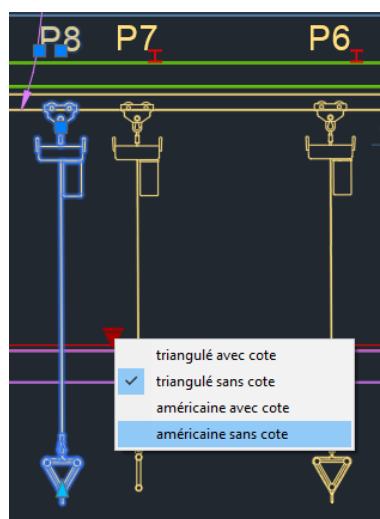 P8 P7 P6
triangulé avec cote
triangulé sans cote
américaine avec cote
américaine sans cote